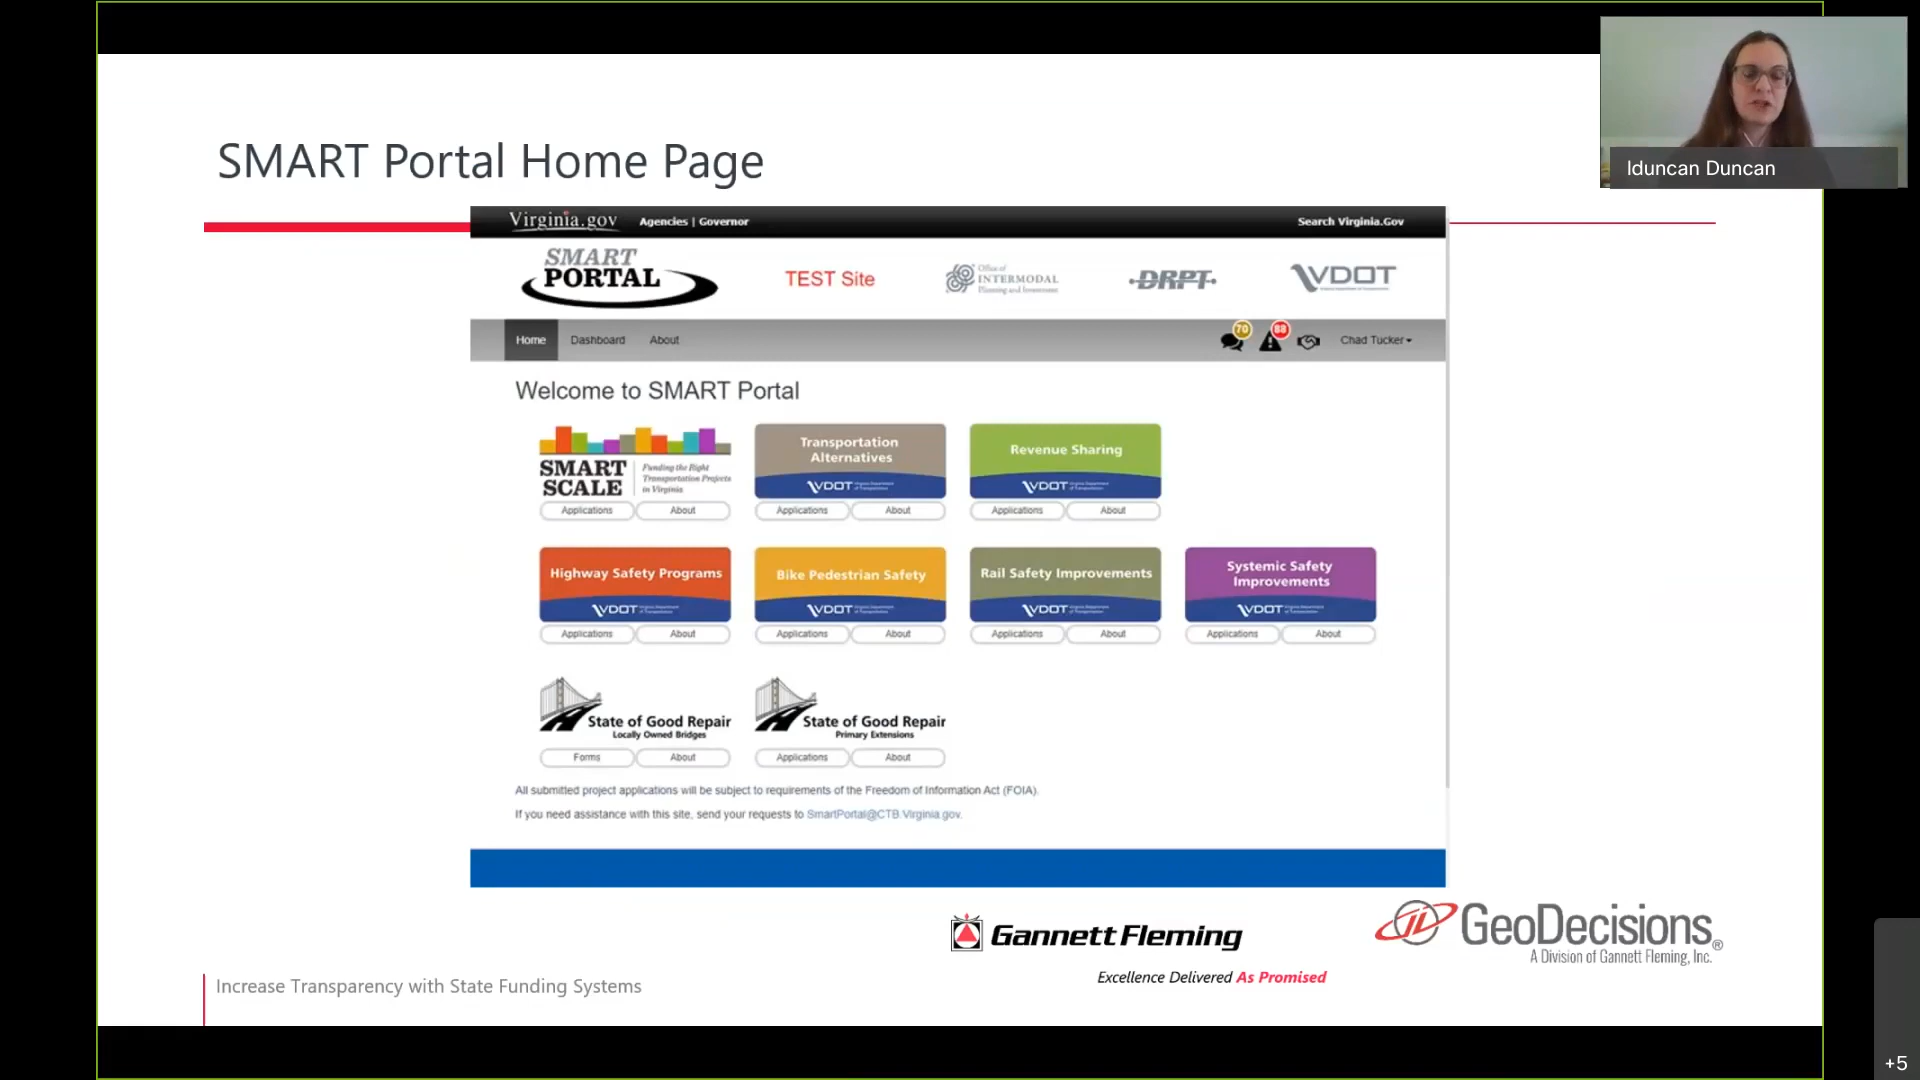 Iduncan Duncan
SMART Portal Home Page
Virginia.gov Agencies | Governor Search Virginia.Gov
SMART
PORTAL
TEST Site
Office of
INTERMODAL
Planning and Investment
DRPT
VDOT
Home Dashboard About 70 88 Chad Tucker
Welcome to SMART Portal
SMART
SCALE
Funding the Right
Transportation Projects
in Virginia
Applications About
Transportation
Alternatives
VDOT
Applications About
Revenue Sharing
VDOT
Applications About
Highway Safety Programs
VDOT
Applications About
Bike Pedestrian Safety
VDOT
Applications About
Rail Safety Improvements
VDOT
Applications About
Systemic Safety
Improvements
VDOT
Applications About
State of Good Repair
Locally Owned Bridges
Forms About
State of Good Repair
Primary Extensions
Applications About
All submitted project applications will be subject to requirements of the Freedom of Information Act (FOIA).
If you need assistance with this site, send your requests to SmartPortal@CTB.Virginia.gov.
Gannett Fleming
Excellence Delivered As Promised
GeoDecisions®
A Division of Gannett Fleming, Inc.
Increase Transparency with State Funding Systems
+5